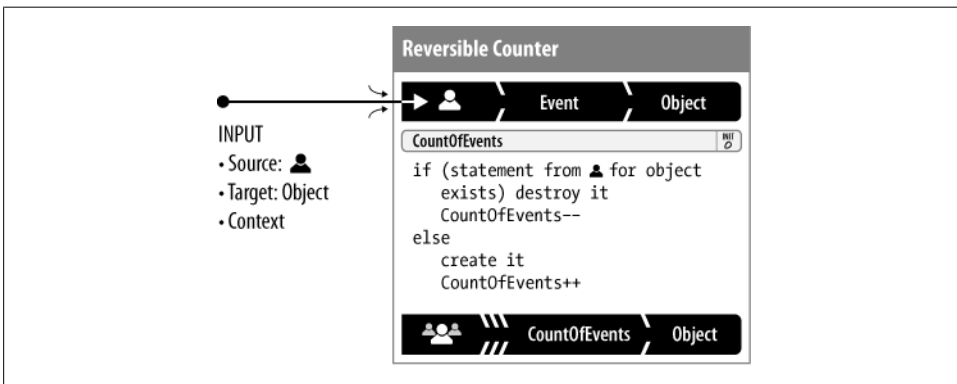 Reversible Counter
Event Object
INPUT
• Source:
• Target: Object
• Context
CountOfEvents INIT 0
if (statement from for object
exists) destroy it
CountOfEvents--
else
create it
CountOfEvents++
CountOfEvents Object